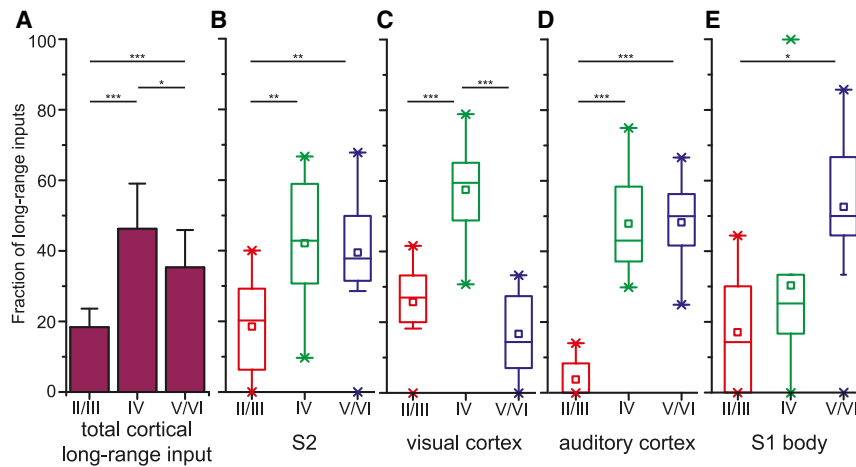 A B C D E
100
80
60
40
20
0
Fraction of long-range inputs
*** *
*** ** ** *** *** *** *** *
II/III IV V/VI II/III IV V/VI II/III IV V/VI II/III IV V/VI II/III IV V/VI
total cortical
long-range input
S2
visual cortex
auditory cortex
S1 body